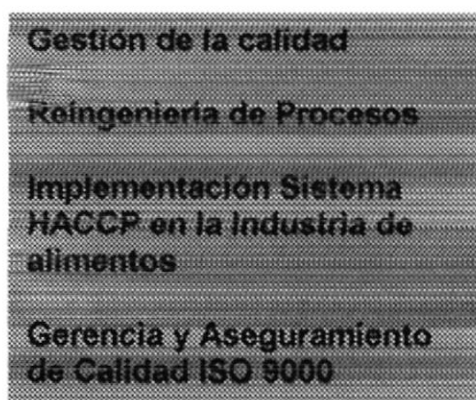 Gestión de la calidad
Reingeniería de Procesos
Implementación Sistema
HACCP en la Industria de
alimentos
Gerencia y Aseguramiento
de Calidad ISO 9000